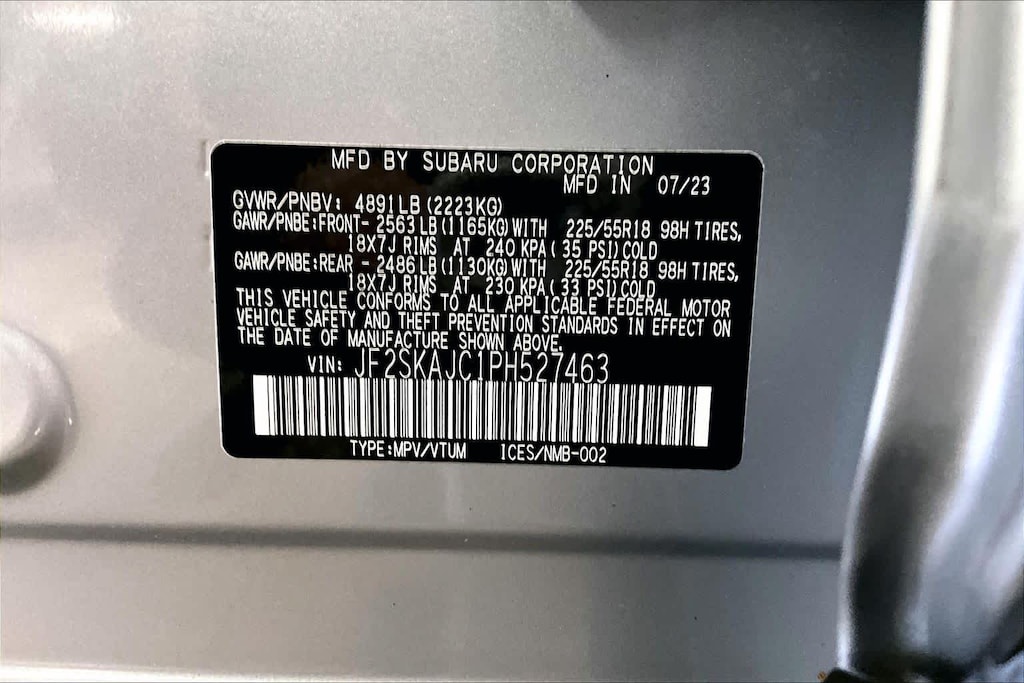 MFD BY SUBARU CORPORATION
MFD IN 07/23
GVWR/PNBV: 4891LB(2223KG)
GAWR/PNBE:FRONT- 2563LB(1165KG)WITH 225/55R18 98H TIRES,
18X7J RIMS AT 240 KPA(35 PSI)COLD
GAWR/PNBE:REAR - 2486LB(1130KG)WITH 225/55R18 98H TIRES,
18X7J RIMS AT 230 KPA(33 PSI)COLD
THIS VEHICLE CONFORMS TO ALL APPLICABLE FEDERAL MOTOR
VEHICLE SAFETY AND THEFT PREVENTION STANDARDS IN EFFECT ON
THE DATE OF MANUFACTURE SHOWN ABOVE.
VIN: JF2SKAJC1PH527463
TYPE:MPV/VTUM ICES/NMB-002